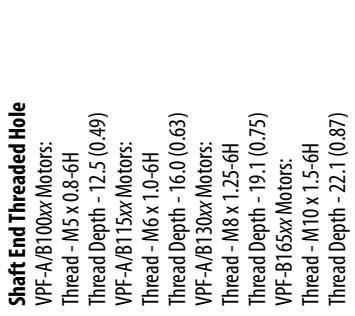 Shaft End Threaded Hole
VPF-A/B100xx Motors:
Thread - M5 x 0.8-6H
Thread Depth - 12.5 (0.49)
VPF-A/B115xx Motors:
Thread - M6 x 1.0-6H
Thread Depth - 16.0 (0.63)
VPF-A/B130xx Motors:
Thread - M8 x 1.25-6H
Thread Depth - 19.1 (0.75)
VPF-B165xx Motors:
Thread - M10 x 1.5-6H
Thread Depth - 22.1 (0.87)